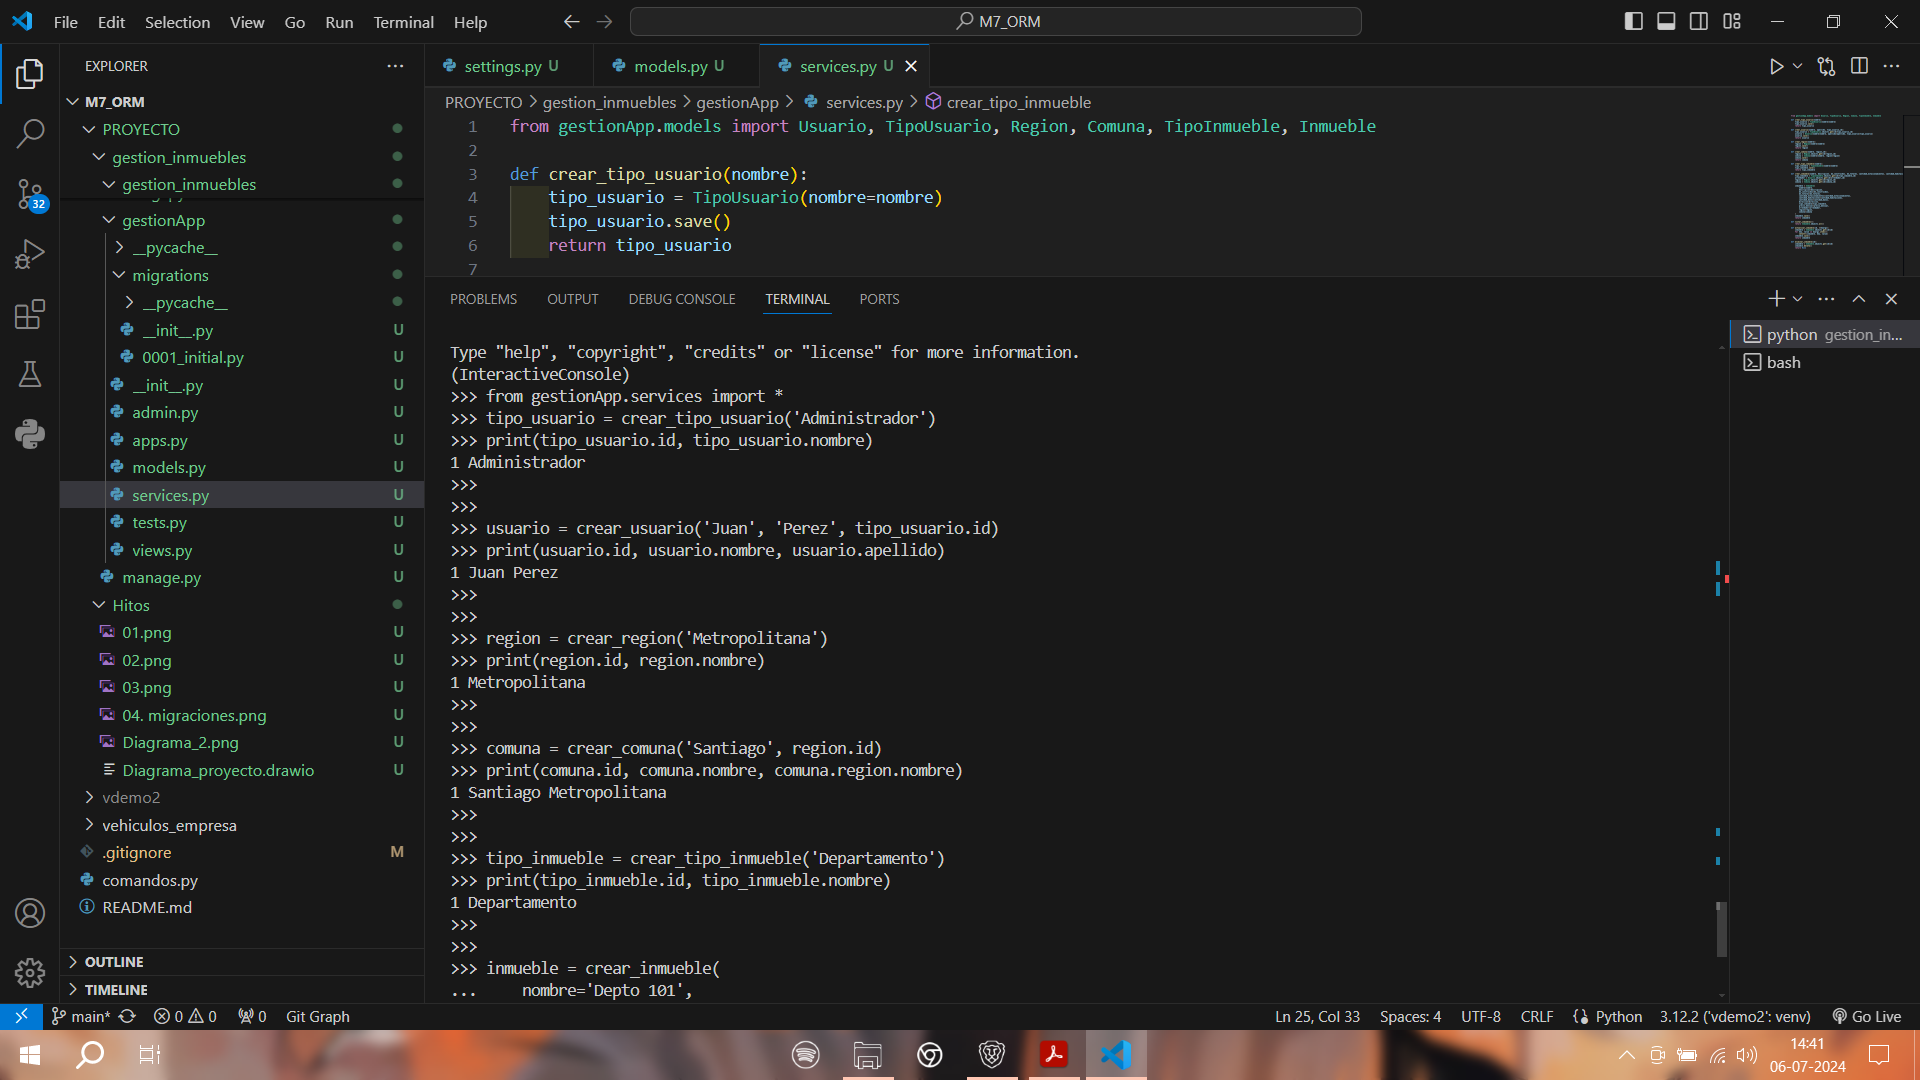 File Edit Selection View Go Run Terminal Help
M7_ORM
EXPLORER
M7_ORM
PROYECTO
gestion_inmuebles
gestion_inmuebles
gestionApp
__pycache__
migrations
__pycache__
__init__.py U
0001_initial.py U
__init__.py U
admin.py U
apps.py U
models.py U
services.py U
tests.py U
views.py U
manage.py U
Hitos
01.png U
02.png U
03.png U
04. migraciones.png U
Diagrama_2.png U
Diagrama_proyecto.drawio U
vdemo2
vehiculos_empresa
.gitignore M
comandos.py
README.md
OUTLINE
TIMELINE
32
settings.py U
models.py U
services.py U
PROYECTO > gestion_inmuebles > gestionApp > services.py > crear_tipo_inmueble
1 from gestionApp.models import Usuario, TipoUsuario, Region, Comuna, TipoInmueble, Inmueble
2
3 def crear_tipo_usuario(nombre):
4 tipo_usuario = TipoUsuario(nombre=nombre)
5 tipo_usuario.save()
6 return tipo_usuario
7
PROBLEMS OUTPUT DEBUG CONSOLE TERMINAL PORTS
python gestion_in...
bash
Type "help", "copyright", "credits" or "license" for more information.
(InteractiveConsole)
>>> from gestionApp.services import *
>>> tipo_usuario = crear_tipo_usuario('Administrador')
>>> print(tipo_usuario.id, tipo_usuario.nombre)
1 Administrador
>>>
>>>
>>> usuario = crear_usuario('Juan', 'Perez', tipo_usuario.id)
>>> print(usuario.id, usuario.nombre, usuario.apellido)
1 Juan Perez
>>>
>>>
>>> region = crear_region('Metropolitana')
>>> print(region.id, region.nombre)
1 Metropolitana
>>>
>>>
>>> comuna = crear_comuna('Santiago', region.id)
>>> print(comuna.id, comuna.nombre, comuna.region.nombre)
1 Santiago Metropolitana
>>>
>>>
>>> tipo_inmueble = crear_tipo_inmueble('Departamento')
>>> print(tipo_inmueble.id, tipo_inmueble.nombre)
1 Departamento
>>>
>>>
>>> inmueble = crear_inmueble(
... nombre='Depto 101',
main* 0 0 0 Git Graph Ln 25, Col 33 Spaces: 4 UTF-8 CRLF Python 3.12.2 ('vdemo2': venv) Go Live
14:41
06-07-2024